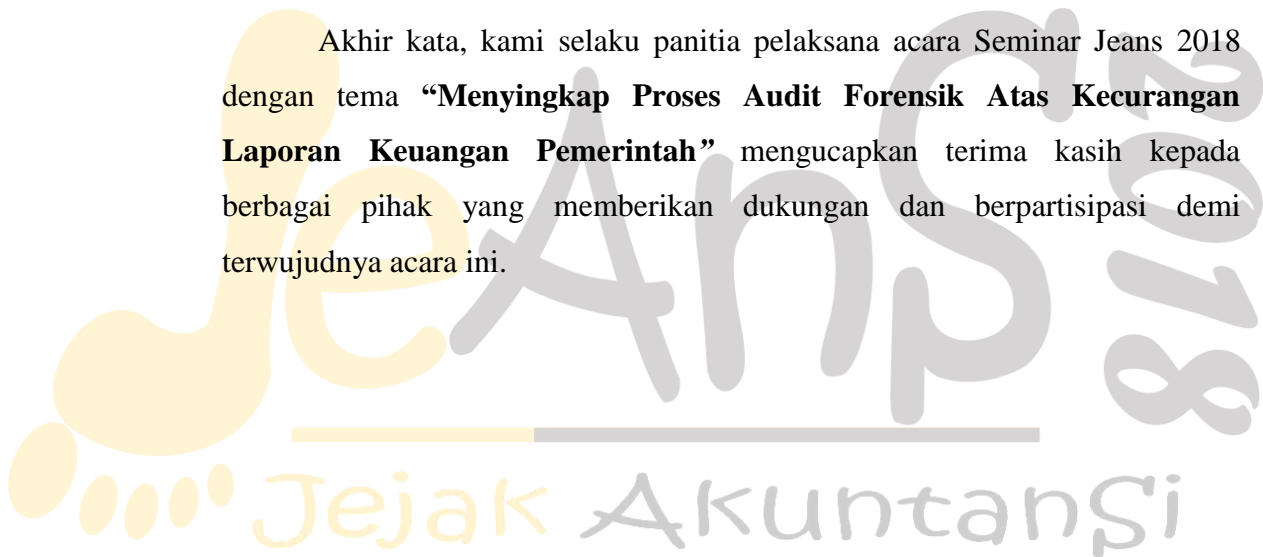 Akhir kata, kami selaku panitia pelaksana acara Seminar Jeans 2018
dengan tema “Menyingkap Proses Audit Forensik Atas Kecurangan
Laporan Keuangan Pemerintah” mengucapkan terima kasih kepada
berbagai pihak yang memberikan dukungan dan berpartisipasi demi
terwujudnya acara ini.
JeAnS
2018
Jejak Akuntansi